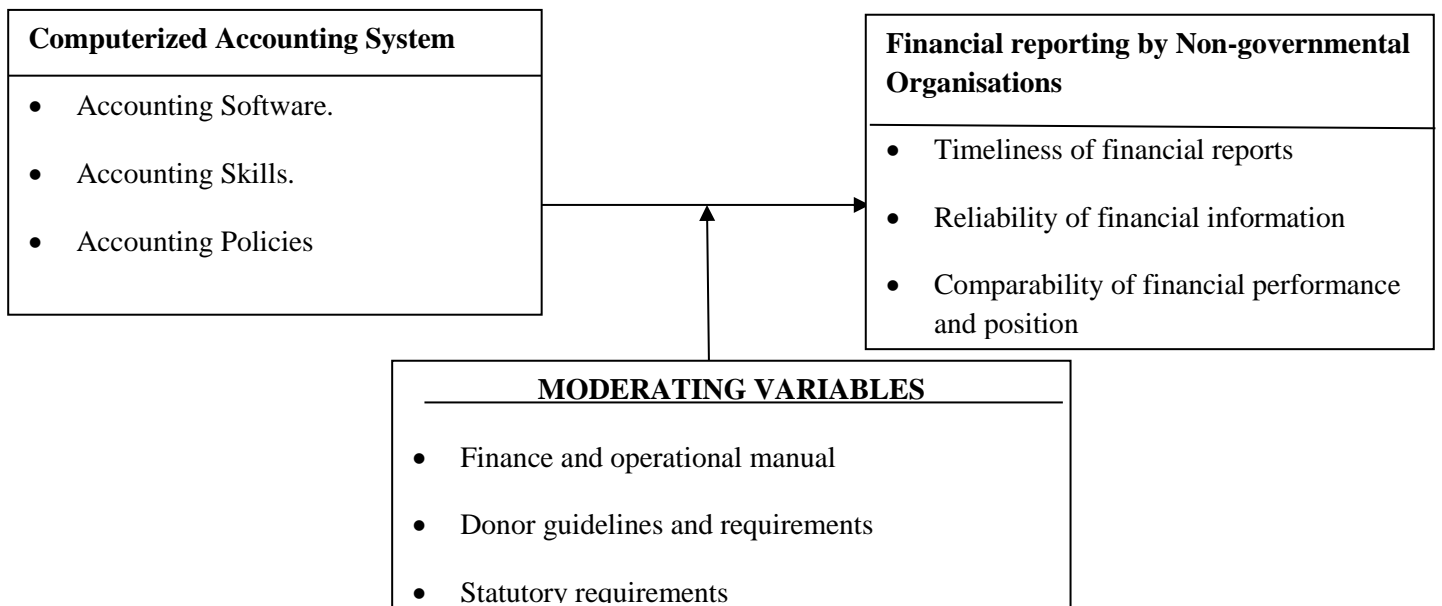 Computerized Accounting System
• Accounting Software.
• Accounting Skills.
• Accounting Policies
Financial reporting by Non-governmental
Organisations
• Timeliness of financial reports
• Reliability of financial information
• Comparability of financial performance
and position
MODERATING VARIABLES
• Finance and operational manual
• Donor guidelines and requirements
• Statutory requirements